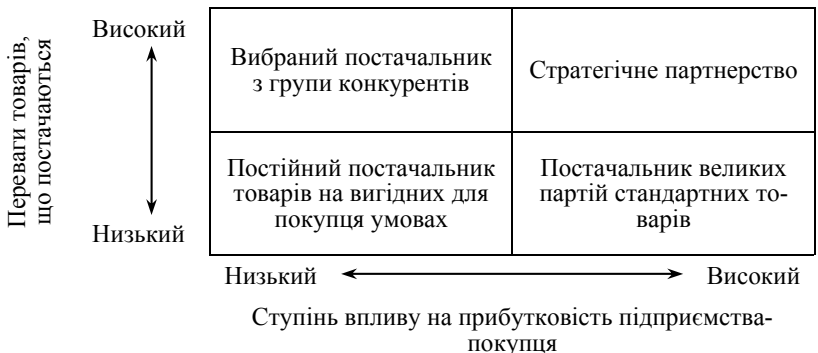 Переваги товарів,
що постачаються
Високий
Низький
Вибраний постачальник
з групи конкурентів
Стратегічне партнерство
Постійний постачальник
товарів на вигідних для
покупця умовах
Постачальник великих
партій стандартних то-
варів
Низький
Високий
Ступінь впливу на прибутковість підприємства-
покупця